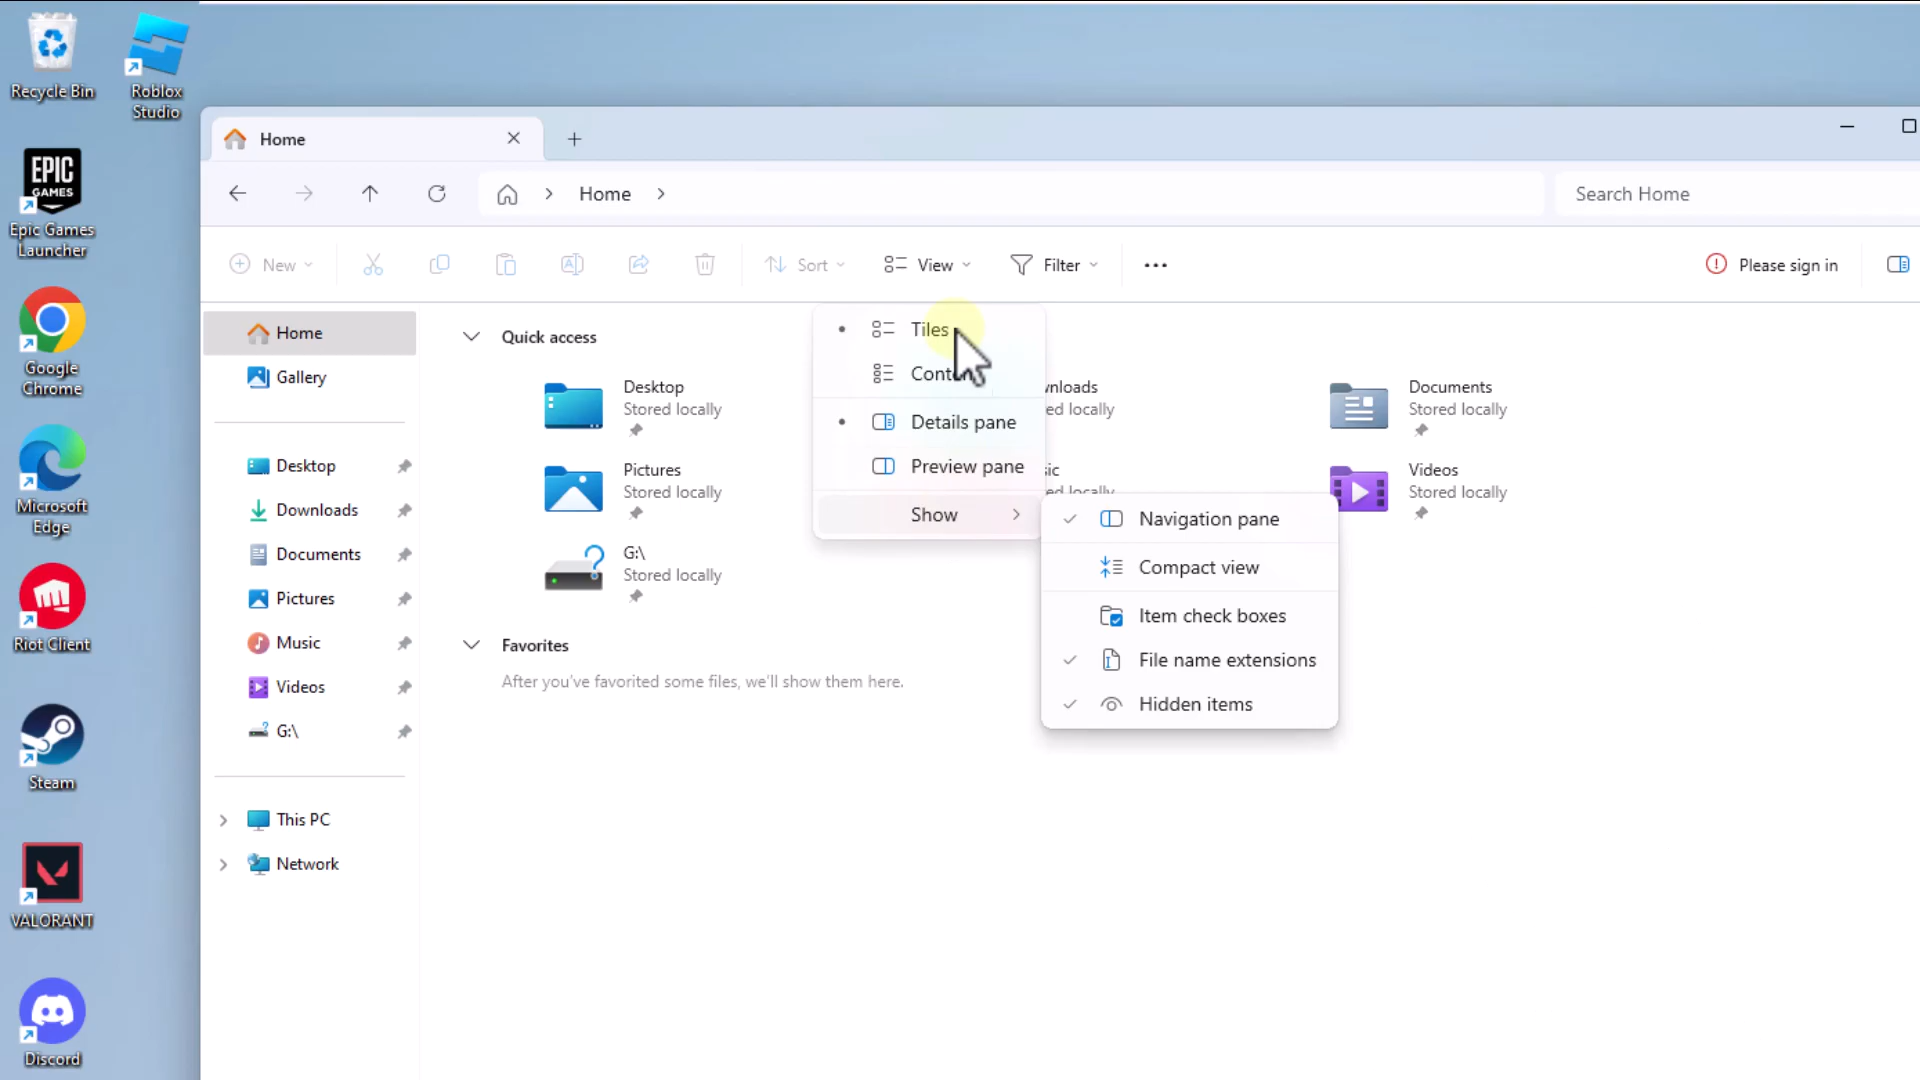 Recycle Bin
Roblox
Studio
EPIC
GAMES
Epic Games
Launcher
Google
Chrome
Microsoft
Edge
Riot Client
Steam
VALORANT
Discord
Home
Home
Search Home
New
Sort
View
Filter
Please sign in
Home
Gallery
Desktop
Downloads
Documents
Pictures
Music
Videos
G:\
This PC
Network
Quick access
Desktop
Stored locally
wnloads
ed locally
Documents
Stored locally
Pictures
Stored locally
sic
ed locally
Videos
Stored locally
G:\
Stored locally
Favorites
After you've favorited some files, we'll show them here.
Tiles
Details pane
Preview pane
Show
Navigation pane
Compact view
Item check boxes
File name extensions
Hidden items